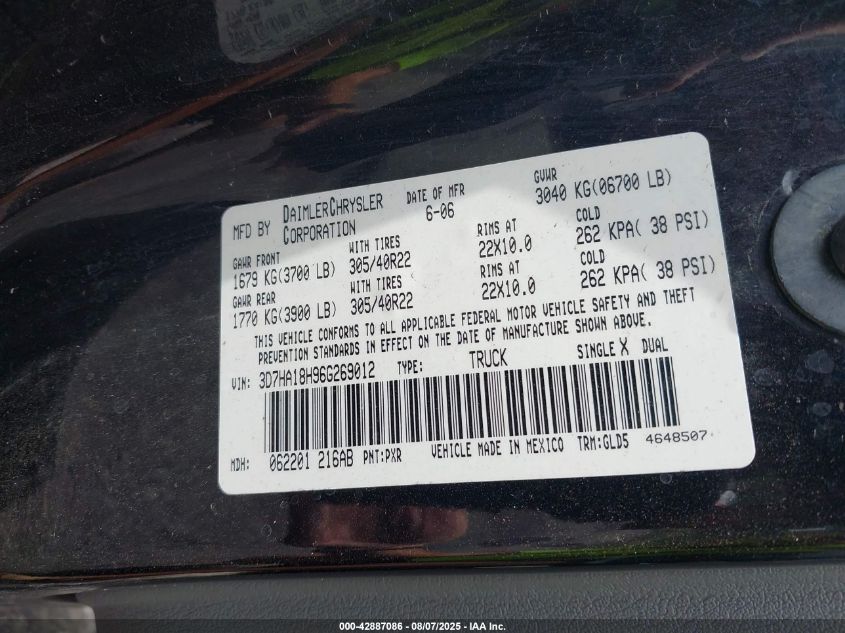 MFD BY DAIMLERCHRYSLER CORPORATION DATE OF MFR 6-06 GVWR 3040 KG(06700 LB)
GAWR FRONT WITH TIRES RIMS AT COLD
1679 KG(3700 LB) 305/40R22 22X10.0 262 KPA( 38 PSI)
GAWR REAR WITH TIRES RIMS AT COLD
1770 KG(3900 LB) 305/40R22 22X10.0 262 KPA( 38 PSI)
THIS VEHICLE CONFORMS TO ALL APPLICABLE FEDERAL MOTOR VEHICLE SAFETY AND THEFT
PREVENTION STANDARDS IN EFFECT ON THE DATE OF MANUFACTURE SHOWN ABOVE.
VIN: 3D7HA18H96G269012 TYPE: TRUCK SINGLE X DUAL
MDH: 062201 216AB PNT:PXR VEHICLE MADE IN MEXICO TRM:GLD5 4648507
000-42887086 - 08/07/2025 - IAA Inc.